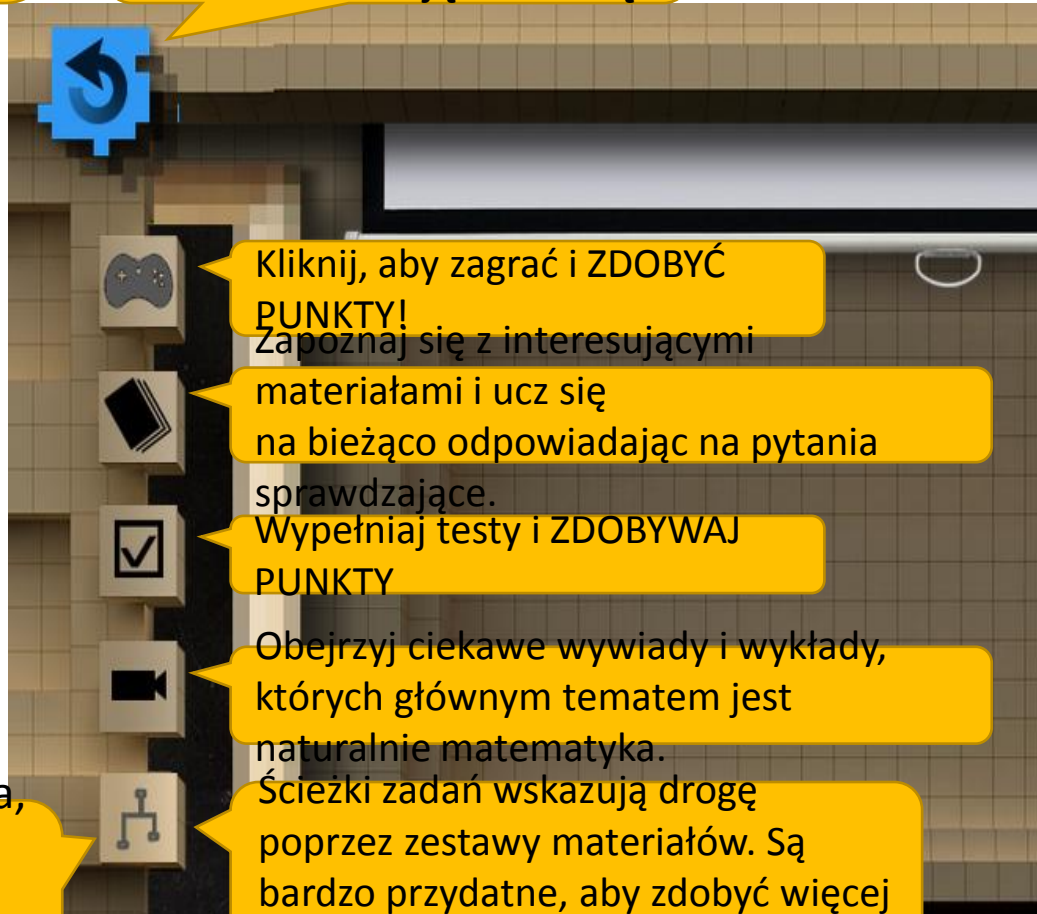 Kliknij, aby zagrać i ZDOBYĆ
PUNKTY!
Zapoznaj się z interesującymi
materiałami i ucz się
na bieżąco odpowiadając na pytania
sprawdzające.
Wypełniaj testy i ZDOBYWAJ
PUNKTY
Obejrzyj ciekawe wywiady i wykłady,
których głównym tematem jest
naturalnie matematyka.
Ścieżki zadań wskazują drogę
poprzez zestawy materiałów. Są
bardzo przydatne, aby zdobyć więcej